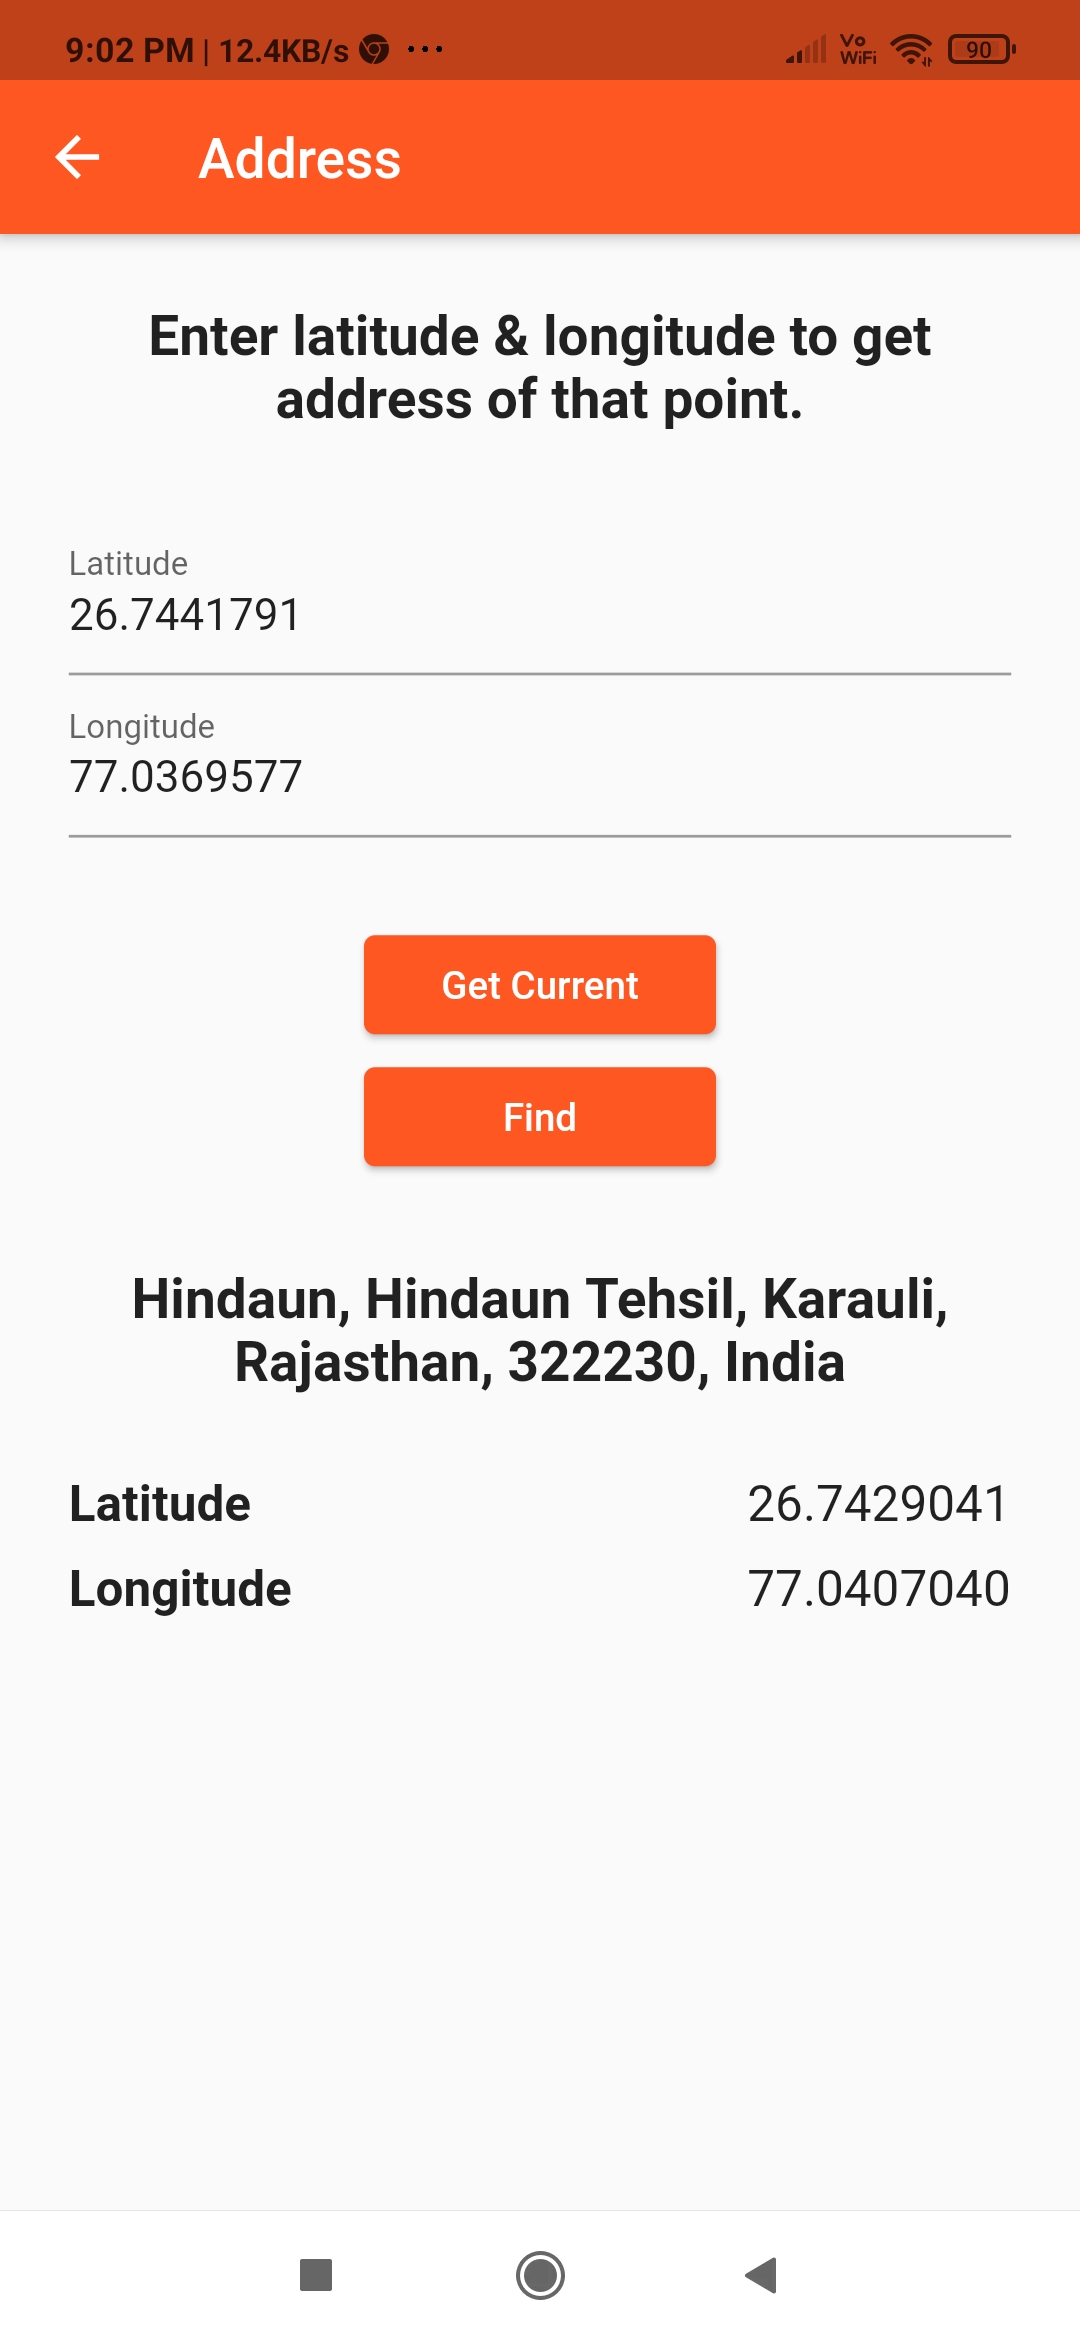 9:02 PM | 12.4KB/s ...
Vo
WiFi
90
Address
Enter latitude & longitude to get
address of that point.
Latitude
26.7441791
Longitude
77.0369577
Get Current
Find
Hindaun, Hindaun Tehsil, Karauli,
Rajasthan, 322230, India
Latitude 26.7429041
Longitude 77.0407040